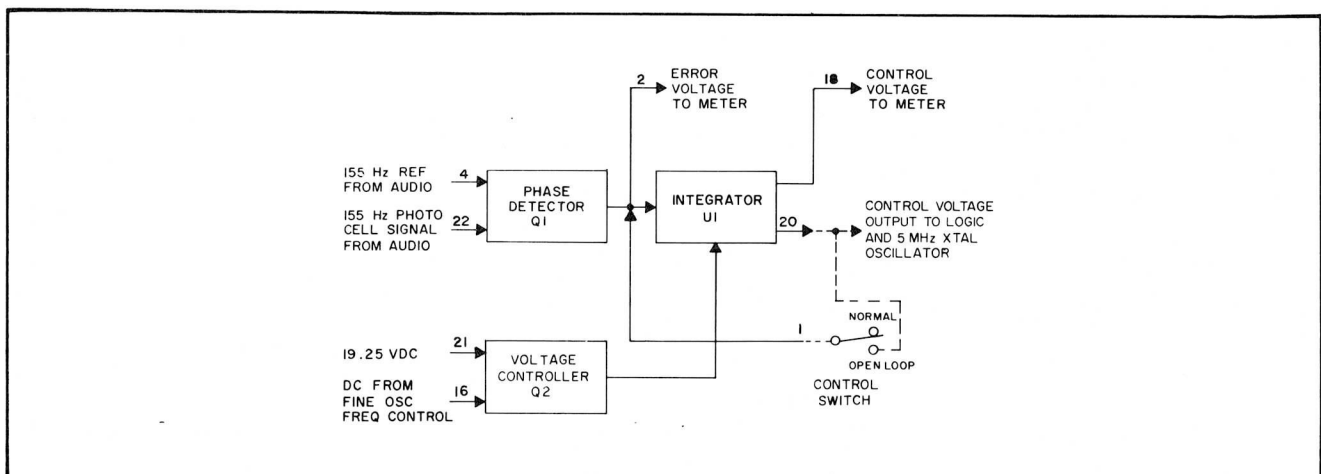 2
ERROR
VOLTAGE
TO METER
18
CONTROL
VOLTAGE
TO METER
155 Hz REF
FROM AUDIO
4
155 Hz PHOTO
CELL SIGNAL
FROM AUDIO
22
PHASE
DETECTOR
Q1
INTEGRATOR
U1
20
CONTROL VOLTAGE
OUTPUT TO LOGIC
AND 5 MHz XTAL
OSCILLATOR
19.25 VDC
21
DC FROM
FINE OSC
FREQ CONTROL
16
VOLTAGE
CONTROLLER
Q2
1
NORMAL
OPEN LOOP
CONTROL
SWITCH